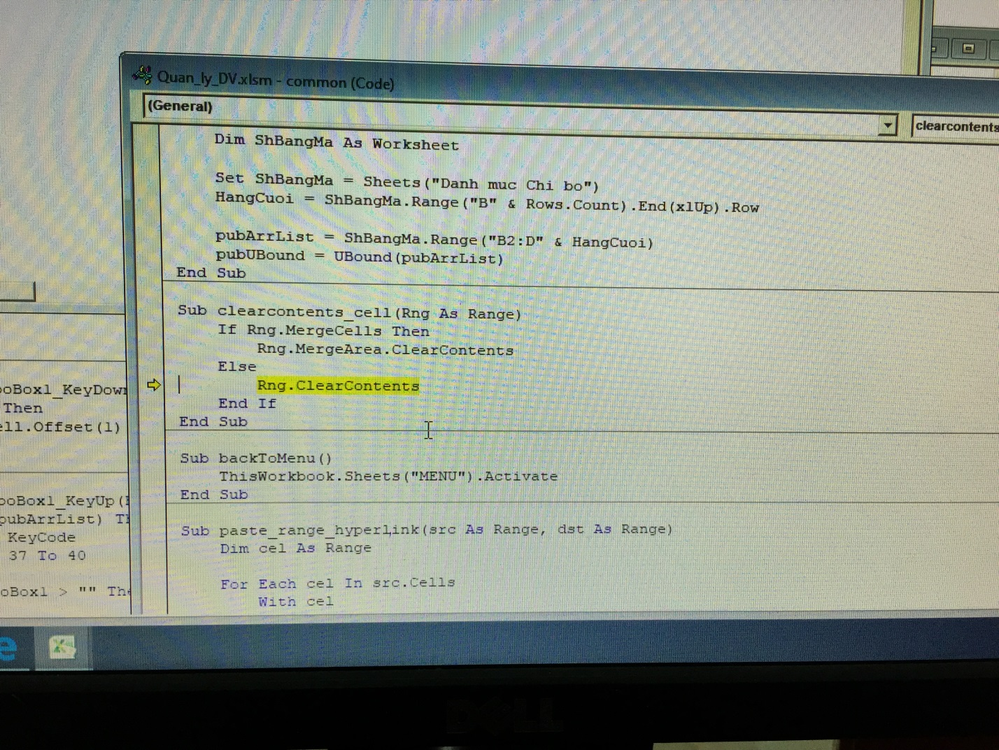 Quan_ly_DV.xlsm - common (Code)
(General)
clearcontents
Dim ShBangMa As Worksheet
Set ShBangMa = Sheets("Danh muc Chi bo")
HangCuoi = ShBangMa.Range("B" & Rows.Count).End(xlUp).Row
pubArrList = ShBangMa.Range("B2:D" & HangCuoi)
pubUBound = UBound(pubArrList)
End Sub
Sub clearcontents_cell(Rng As Range)
If Rng.MergeCells Then
Rng.MergeArea.ClearContents
Else
Rng.ClearContents
End If
End Sub
Sub backToMenu()
ThisWorkbook.Sheets("MENU").Activate
End Sub
Sub paste_range_hyperlink(src As Range, dst As Range)
Dim cel As Range
For Each cel In src.Cells
With cel
oBox1_KeyDow
Then
ell.Offset(1)
oBox1_KeyUp(
pubArrList) T
KeyCode
37 To 40
oBox1 > "" Th
DELL